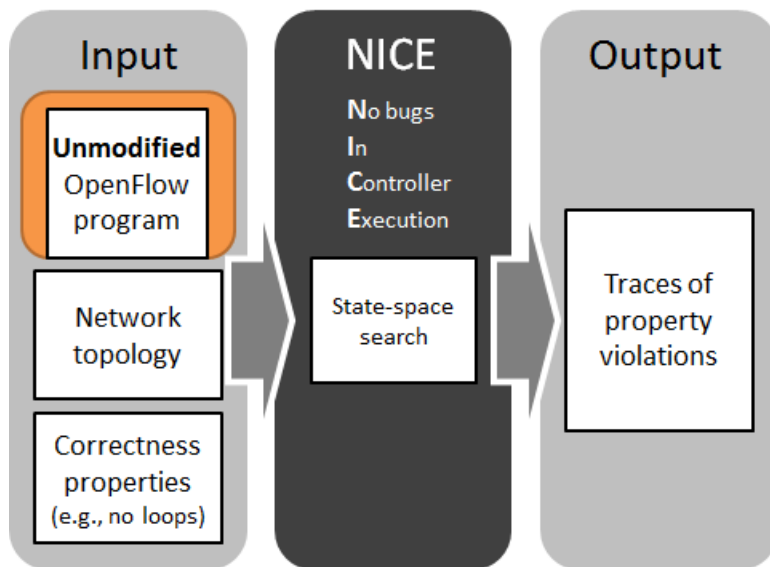 Input
Unmodified
OpenFlow
program
Network
topology
Correctness
properties
(e.g., no loops)
NICE
No bugs
In
Controller
Execution
State-space
search
Output
Traces of
property
violations